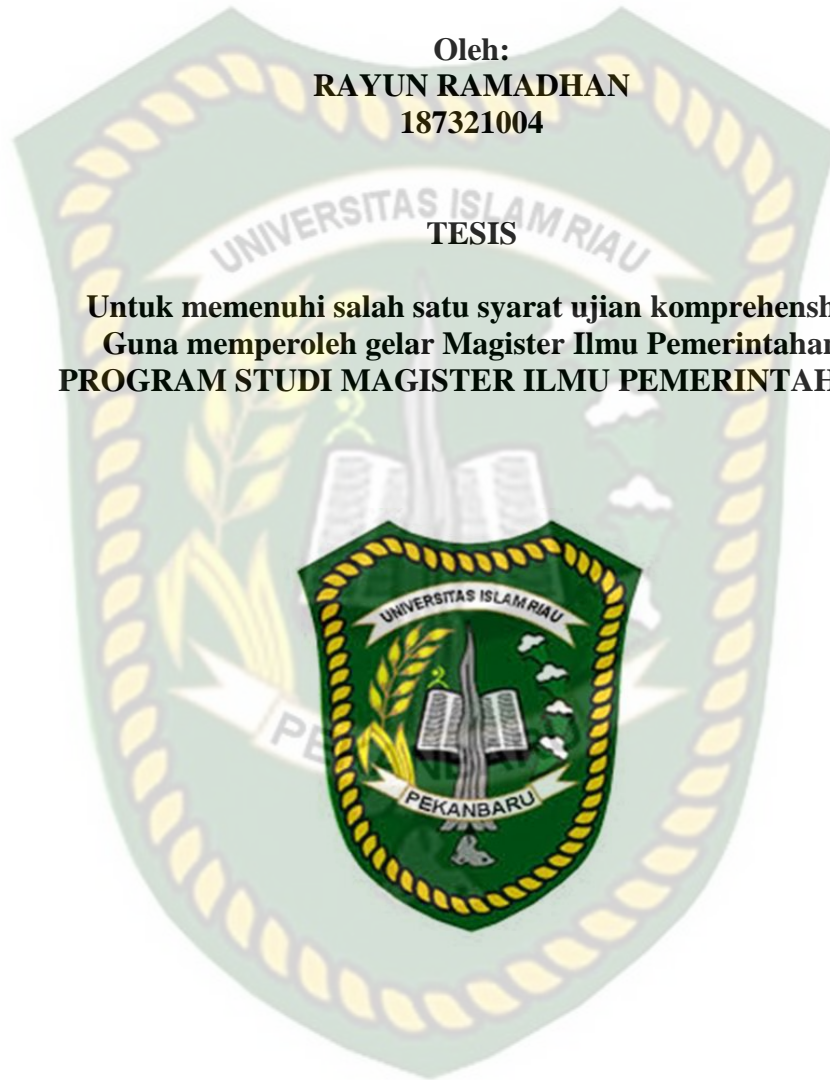 Oleh:
RAYUN RAMADHAN
187321004
UNIVERSITAS ISLAM RIAU
TESIS
Untuk memenuhi salah satu syarat ujian komprehensh
Guna memperoleh gelar Magister Ilmu Pemerintahan
PROGRAM STUDI MAGISTER ILMU PEMERINTAH
UNIVERSITAS ISLAM RIAU
PEKANBARU